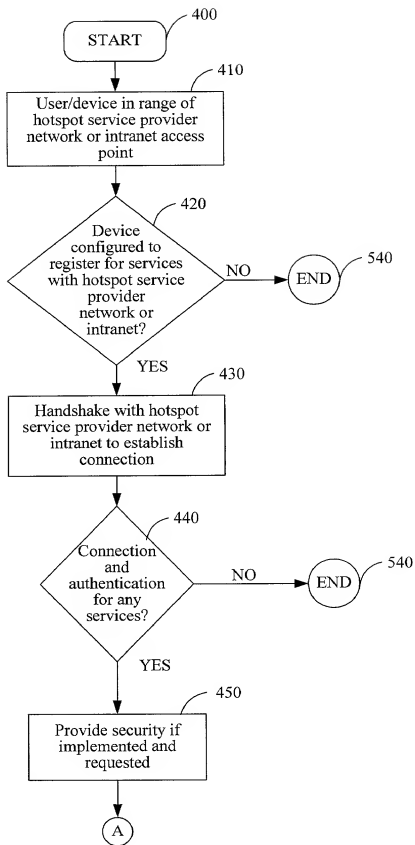 400
START
410
User/device in range of
hotspot service provider
network or intranet access
point
420
Device
configured to
register for services
with hotspot service
provider
network or
intranet?
NO
540
END
YES
430
Handshake with hotspot
service provider network or
intranet to establish
connection
440
Connection
and
authentication
for any
services?
NO
540
END
YES
450
Provide security if
implemented and
requested
A